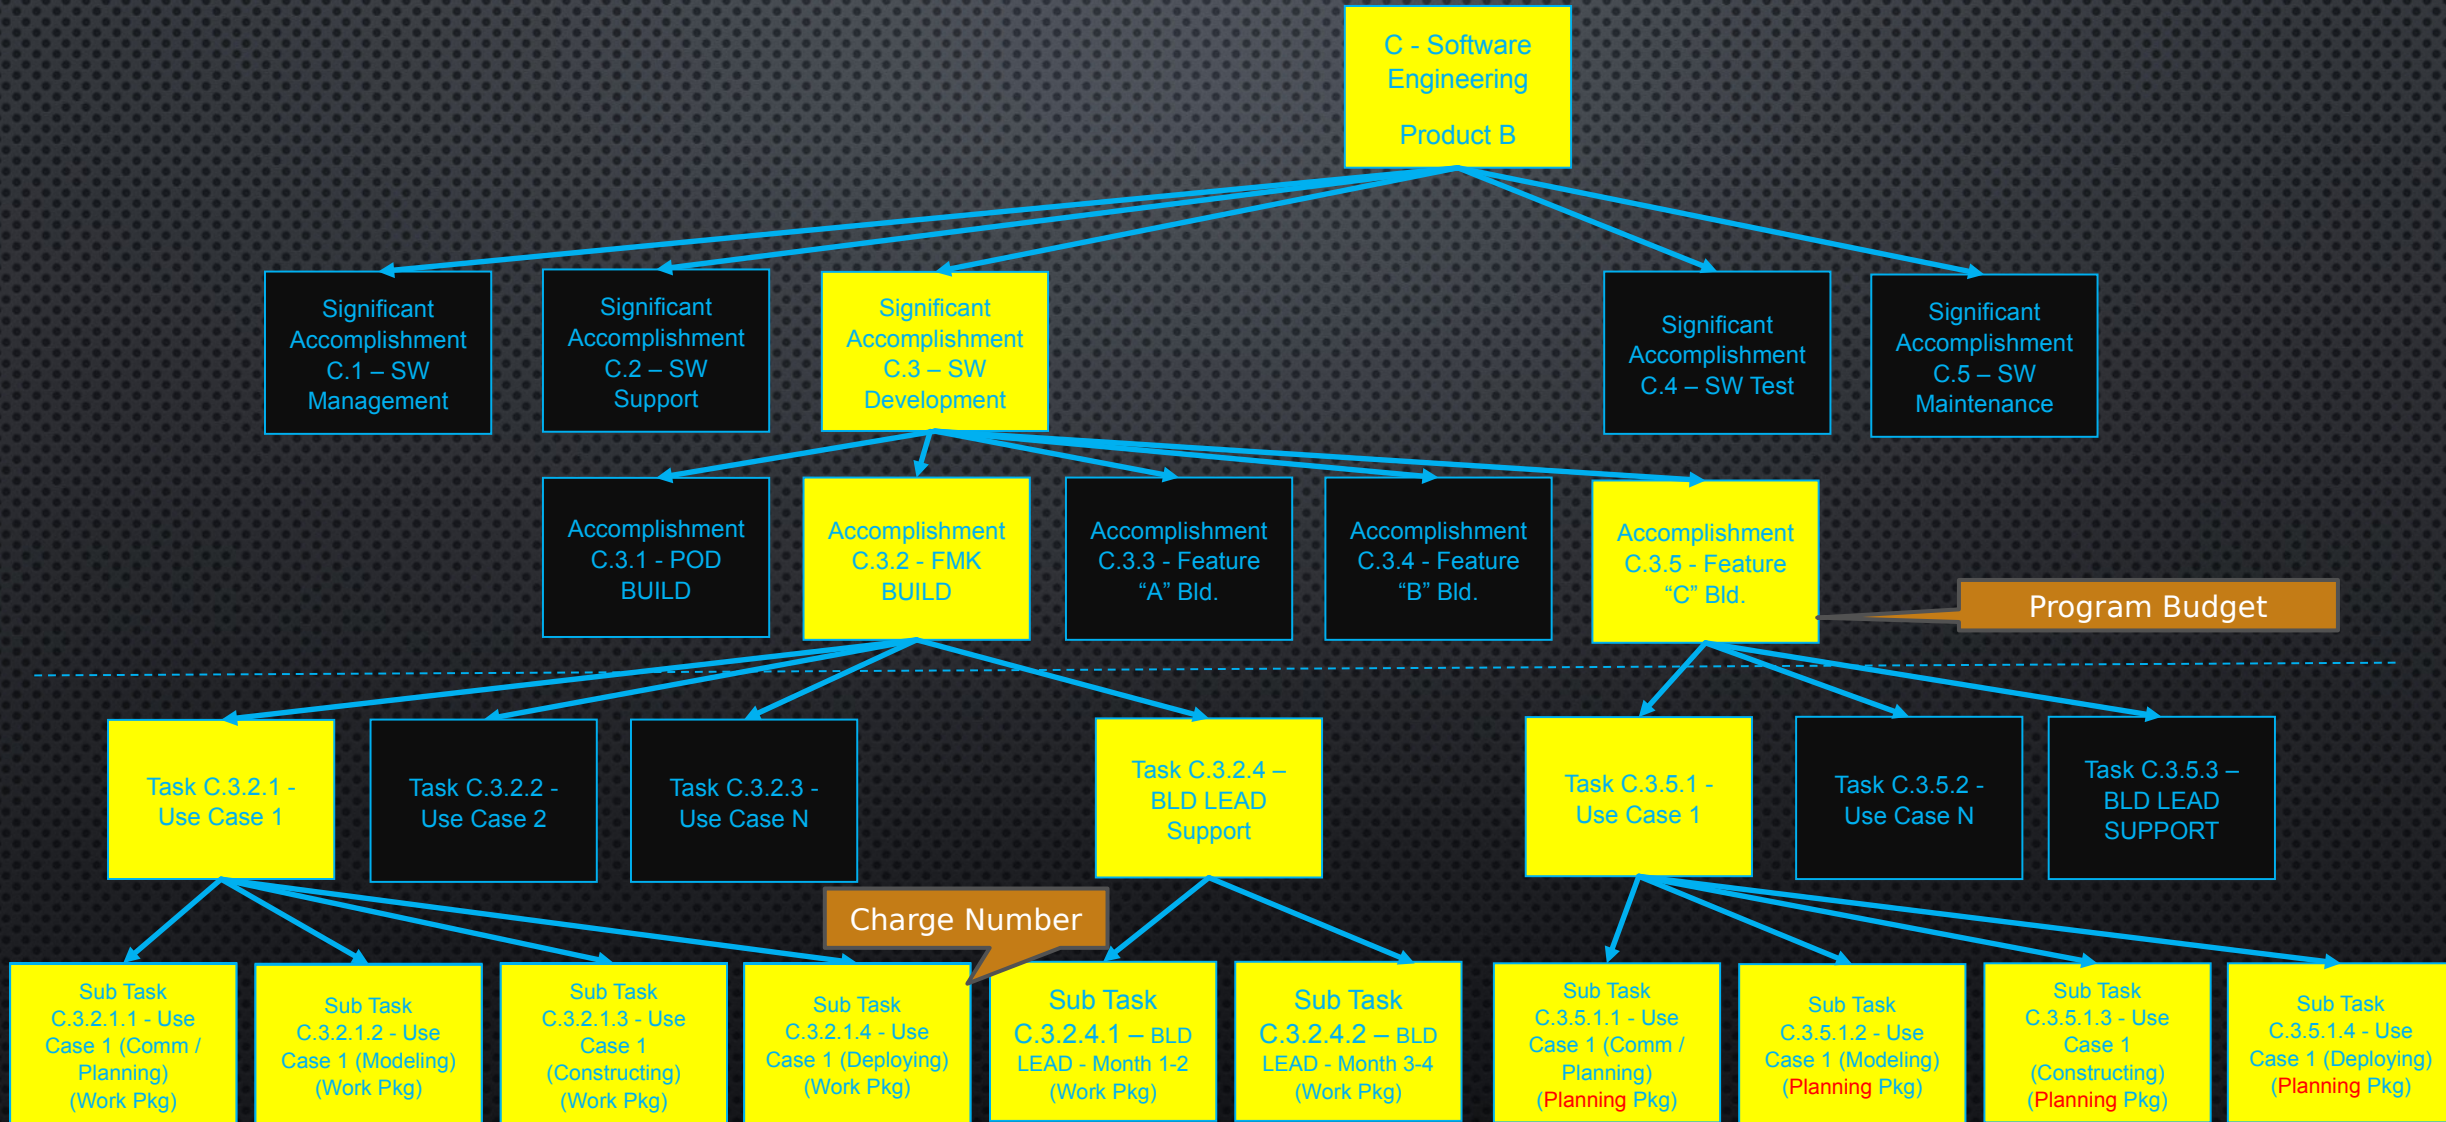 C - Software
Engineering
Product B
Significant
Accomplishment
C.1 – SW
Management
Significant
Accomplishment
C.2 – SW
Support
Significant
Accomplishment
C.3 – SW
Development
Significant
Accomplishment
C.4 – SW Test
Significant
Accomplishment
C.5 – SW
Maintenance
Accomplishment
C.3.1 - POD
BUILD
Accomplishment
C.3.2 - FMK
BUILD
Accomplishment
C.3.3 - Feature
“A” Bld.
Accomplishment
C.3.4 - Feature
“B” Bld.
Accomplishment
C.3.5 - Feature
“C” Bld.
Program Budget
Task C.3.2.1 -
Use Case 1
Task C.3.2.2 -
Use Case 2
Task C.3.2.3 -
Use Case N
Task C.3.2.4 –
BLD LEAD
Support
Task C.3.5.1 -
Use Case 1
Task C.3.5.2 -
Use Case N
Task C.3.5.3 –
BLD LEAD
SUPPORT
Charge Number
Sub Task
C.3.2.1.1 - Use
Case 1 (Comm /
Planning)
(Work Pkg)
Sub Task
C.3.2.1.2 - Use
Case 1 (Modeling)
(Work Pkg)
Sub Task
C.3.2.1.3 - Use
Case 1
(Constructing)
(Work Pkg)
Sub Task
C.3.2.1.4 - Use
Case 1 (Deploying)
(Work Pkg)
Sub Task
C.3.2.4.1 – BLD
LEAD - Month 1-2
(Work Pkg)
Sub Task
C.3.2.4.2 – BLD
LEAD - Month 3-4
(Work Pkg)
Sub Task
C.3.5.1.1 - Use
Case 1 (Comm /
Planning)
(Planning Pkg)
Sub Task
C.3.5.1.2 - Use
Case 1 (Modeling)
(Planning Pkg)
Sub Task
C.3.5.1.3 - Use
Case 1
(Constructing)
(Planning Pkg)
Sub Task
C.3.5.1.4 - Use
Case 1 (Deploying)
(Planning Pkg)